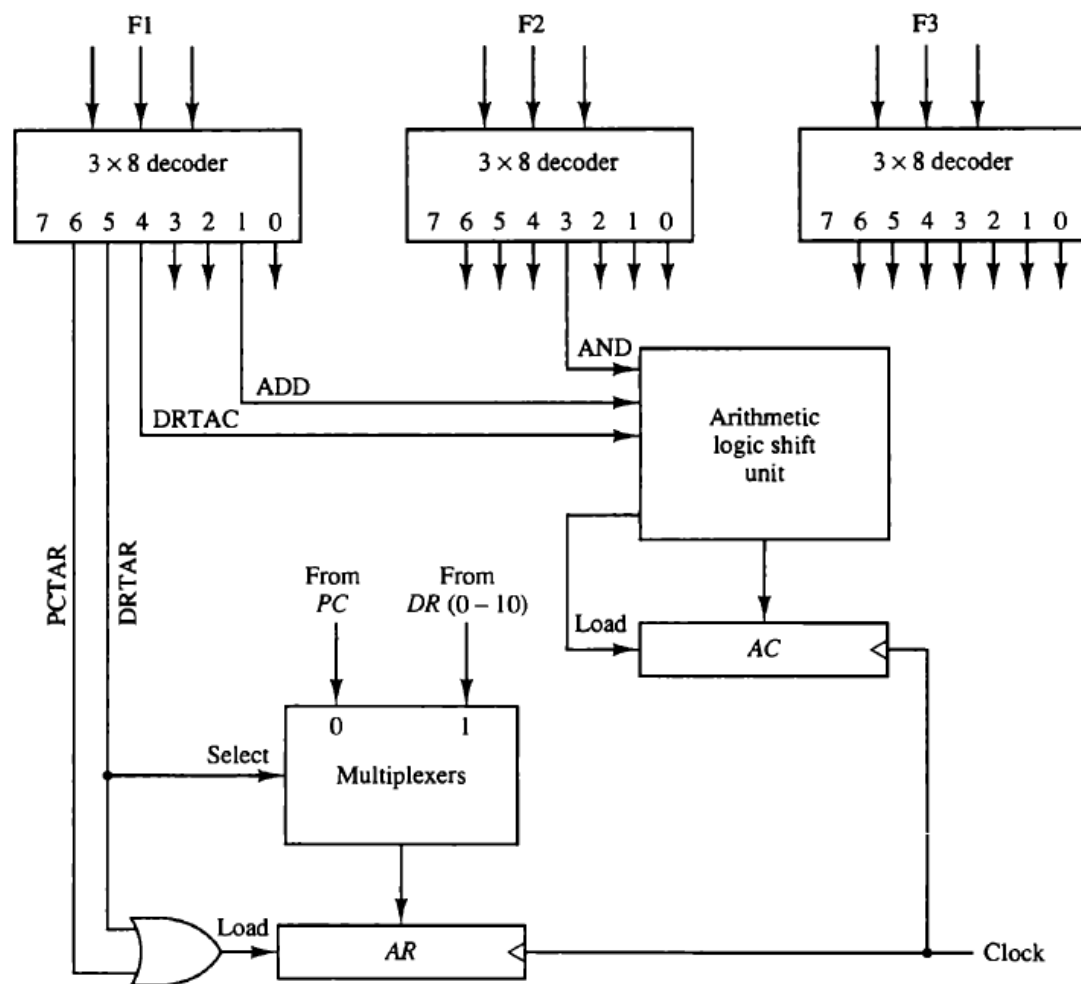 F1
F2
F3
3 × 8 decoder
3 × 8 decoder
3 × 8 decoder
7 6 5 4 3 2 1 0
7 6 5 4 3 2 1 0
7 6 5 4 3 2 1 0
AND
ADD
DRTAC
Arithmetic
logic shift
unit
PCTAR
DRTAR
From
PC
From
DR (0 – 10)
Load
AC
0
1
Select
Multiplexers
Load
AR
Clock